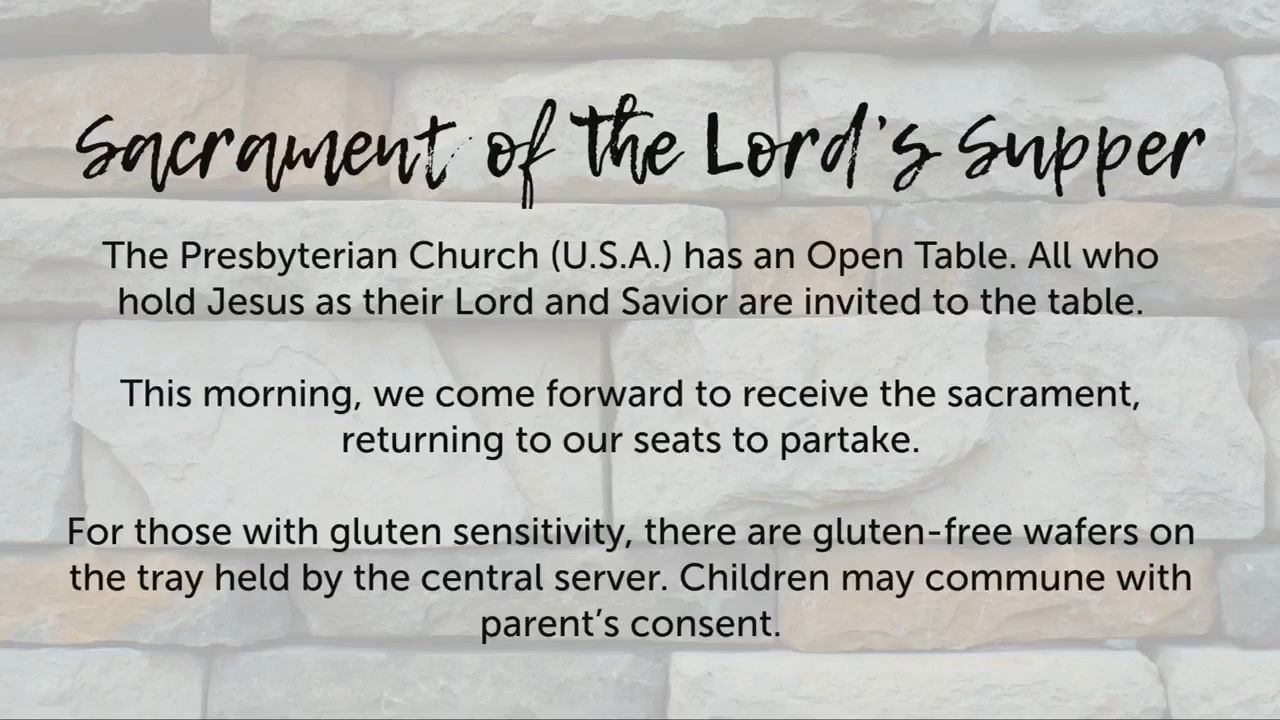 Sacrament of the Lord's Supper
The Presbyterian Church (U.S.A.) has an Open Table. All who
hold Jesus as their Lord and Savior are invited to the table.
This morning, we come forward to receive the sacrament,
returning to our seats to partake.
For those with gluten sensitivity, there are gluten-free wafers on
the tray held by the central server. Children may commune with
parent’s consent.